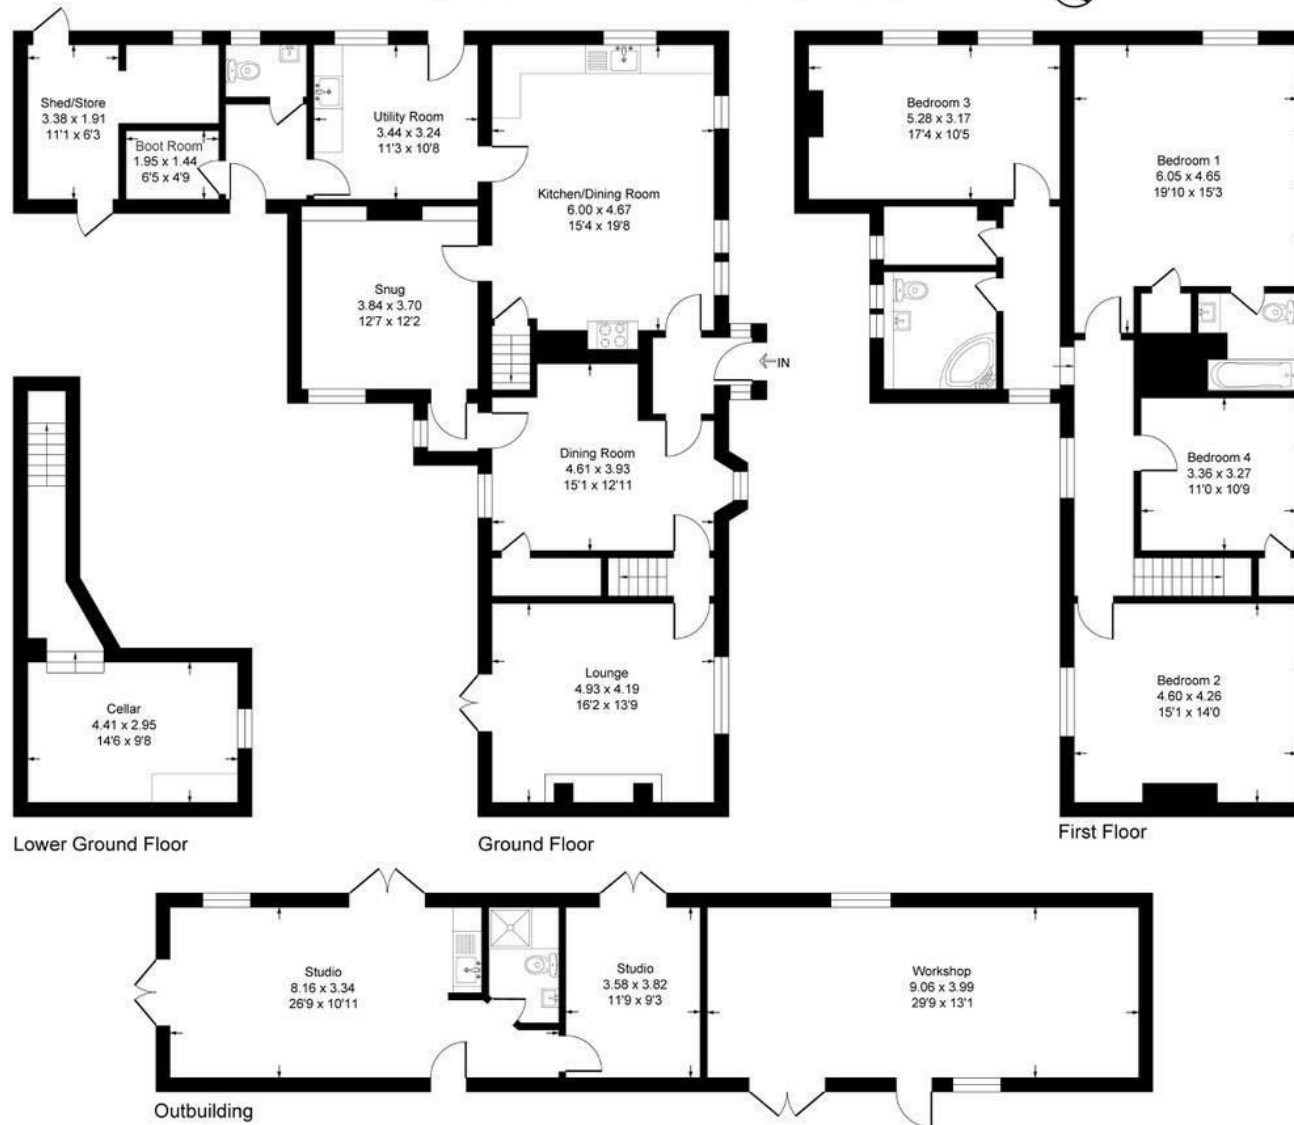 Shed/Store
3.38 x 1.91
11'1 x 6'3
Boot Room
1.95 x 1.44
6'5 x 4'9
Utility Room
3.44 x 3.24
11'3 x 10'8
Kitchen/Dining Room
6.00 x 4.67
15'4 x 19'8
Snug
3.84 x 3.70
12'7 x 12'2
IN
Dining Room
4.61 x 3.93
15'1 x 12'11
Lounge
4.93 x 4.19
16'2 x 13'9
Cellar
4.41 x 2.95
14'6 x 9'8
Lower Ground Floor
Ground Floor
Bedroom 3
5.28 x 3.17
17'4 x 10'5
Bedroom 1
6.05 x 4.65
19'10 x 15'3
Bedroom 4
3.36 x 3.27
11'0 x 10'9
Bedroom 2
4.60 x 4.26
15'1 x 14'0
First Floor
Studio
8.16 x 3.34
26'9 x 10'11
Studio
3.58 x 3.82
11'9 x 9'3
Workshop
9.06 x 3.99
29'9 x 13'1
Outbuilding